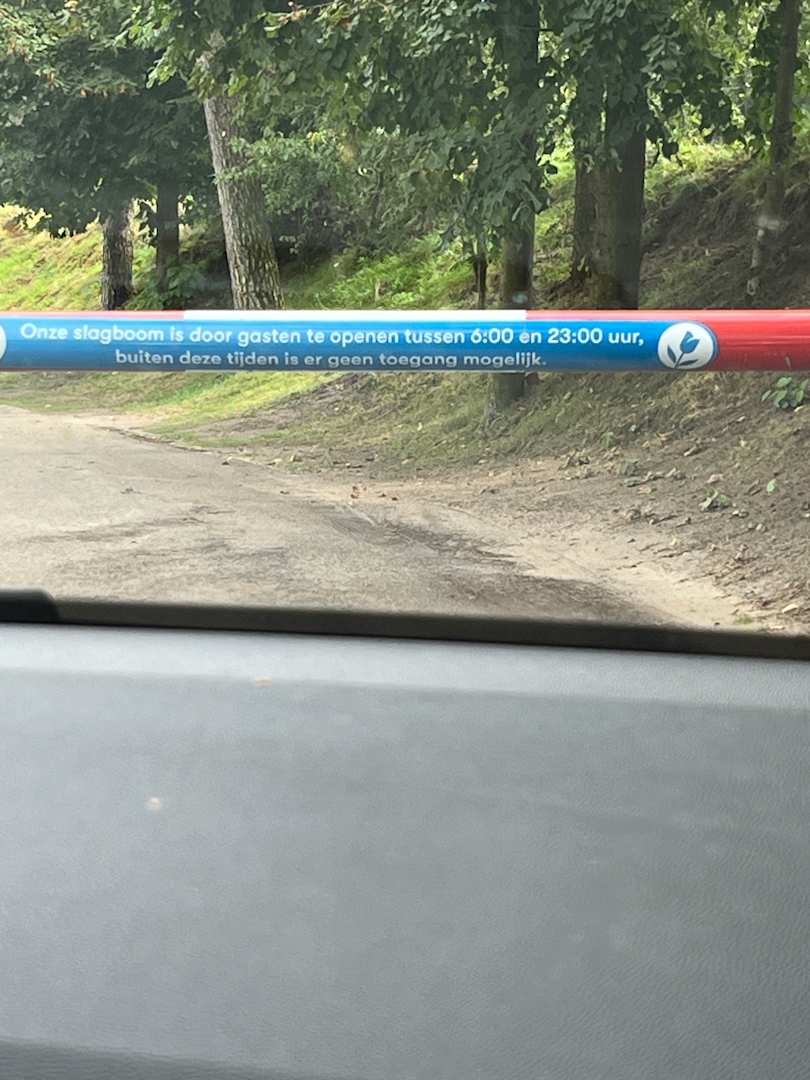 Onze slagboom is door gasten te openen tussen 6:00 en 23:00 uur,
buiten deze tijden is er geen toegang mogelijk.